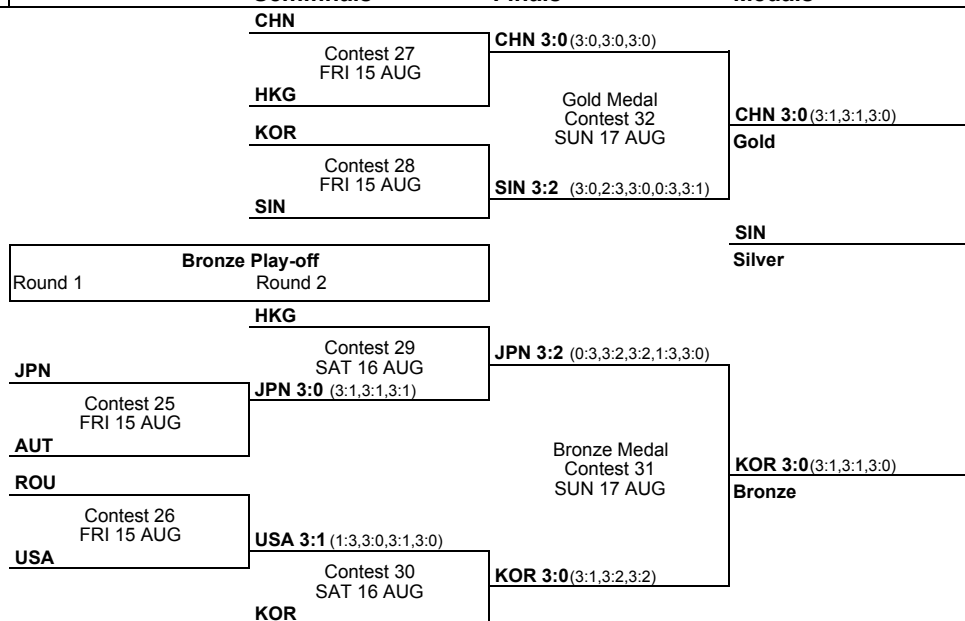 CHN
CHN 3:0 (3:0,3:0,3:0)
Contest 27
FRI 15 AUG
HKG
Gold Medal
Contest 32
SUN 17 AUG
CHN 3:0 (3:1,3:1,3:0)
Gold
KOR
Contest 28
FRI 15 AUG
SIN 3:2 (3:0,2:3,3:0,0:3,3:1)
SIN
SIN
Silver
Bronze Play-off
Round 1 Round 2
HKG
Contest 29
SAT 16 AUG
JPN 3:2 (0:3,3:2,3:2,1:3,3:0)
JPN
JPN 3:0 (3:1,3:1,3:1)
Contest 25
FRI 15 AUG
AUT
Bronze Medal
Contest 31
SUN 17 AUG
KOR 3:0 (3:1,3:1,3:0)
Bronze
ROU
Contest 26
FRI 15 AUG
USA 3:1 (1:3,3:0,3:1,3:0)
USA
Contest 30
SAT 16 AUG
KOR 3:0 (3:1,3:2,3:2)
KOR